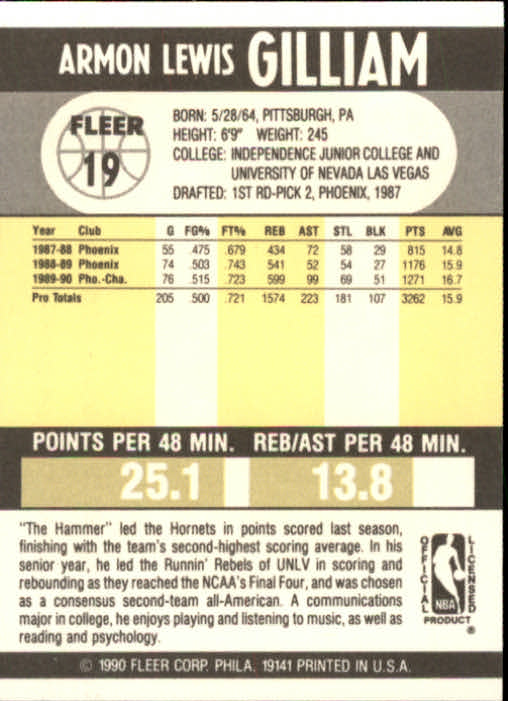 ARMON LEWIS GILLIAM
FLEER
19
BORN: 5/28/64, PITTSBURGH, PA
HEIGHT: 6'9" WEIGHT: 245
COLLEGE: INDEPENDENCE JUNIOR COLLEGE AND
UNIVERSITY OF NEVADA LAS VEGAS
DRAFTED: 1ST RD-PICK 2, PHOENIX, 1987
Year Club G FG% FT% REB AST STL BLK PTS AVG
1987-88 Phoenix 55 .475 .679 434 72 58 29 815 14.8
1988-89 Phoenix 74 .503 .743 541 52 54 27 1176 15.9
1989-90 Pho.-Cha. 76 .515 .723 599 99 69 51 1271 16.7
Pro Totals 205 .500 .721 1574 223 181 107 3262 15.9
POINTS PER 48 MIN. REB/AST PER 48 MIN.
25.1 13.8
"The Hammer" led the Hornets in points scored last season,
finishing with the team's second-highest scoring average. In his
senior year, he led the Runnin' Rebels of UNLV in scoring and
rebounding as they reached the NCAA's Final Four, and was chosen
as a consensus second-team all-American. A communications
major in college, he enjoys playing and listening to music, as well as
reading and psychology.
OFFICIAL
LICENSED
NBA
PRODUCT
®
© 1990 FLEER CORP. PHILA. 19141 PRINTED IN U.S.A.